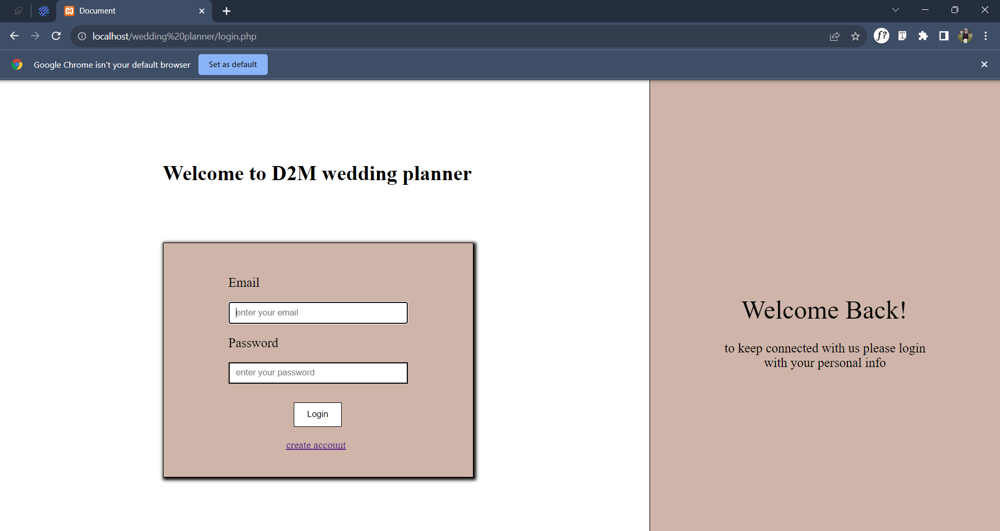 Document
localhost/wedding%20planner/login.php
f?
T
Google Chrome isn't your default browser
Set as default
Welcome to D2M wedding planner
Email
enter your email
Password
enter your password
Login
create account
Welcome Back!
to keep connected with us please login
with your personal info